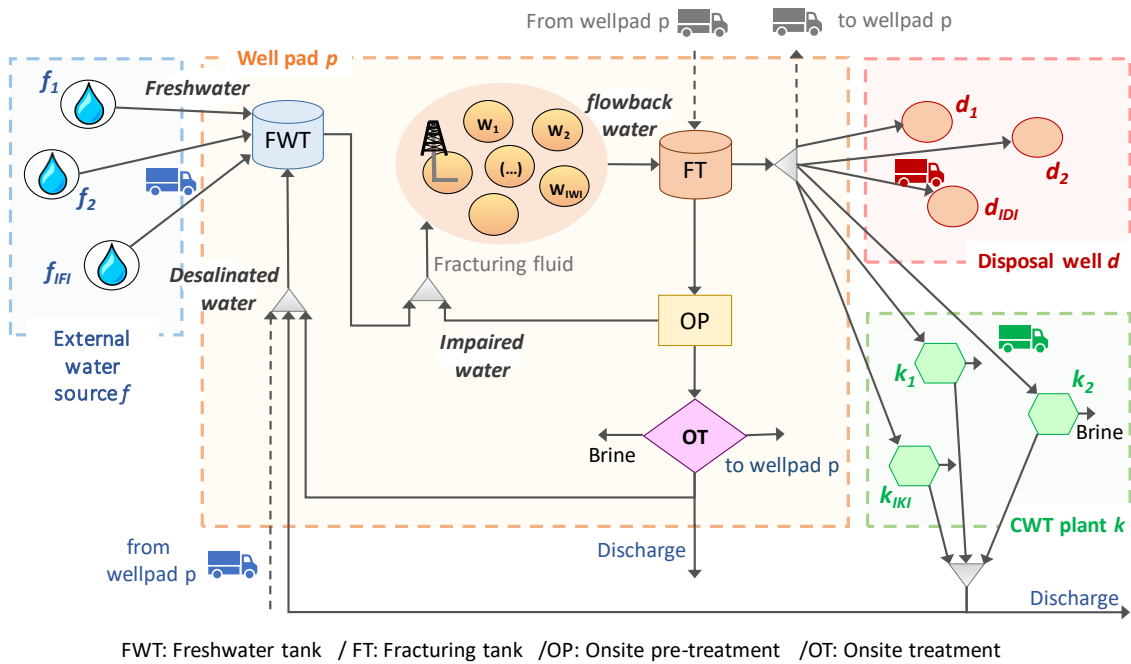 From wellpad p
to wellpad p
Well pad p
f1
Freshwater
FWT
f2
fIFI
External
water
source f
Desalinated
water
W1
W2
(...)
WIWI
flowback
water
FT
Fracturing fluid
Impaired
water
OP
OT
Brine
to wellpad p
d1
d2
dIDI
Disposal well d
k1
k2
Brine
kIKI
CWT plant k
from
wellpad p
Discharge
Discharge
FWT: Freshwater tank / FT: Fracturing tank /OP: Onsite pre-treatment /OT: Onsite treatment